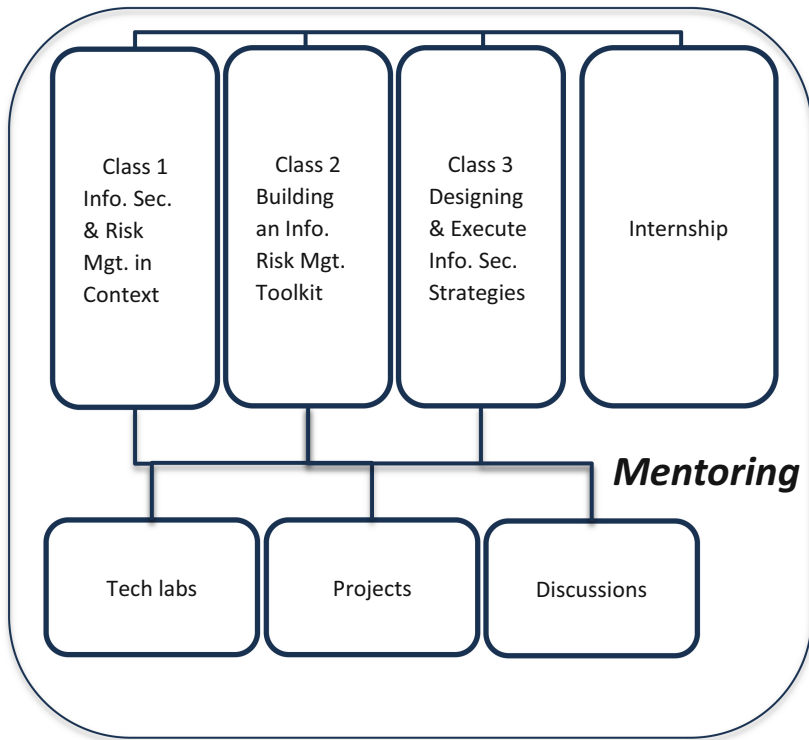 Class 1
Info. Sec.
& Risk
Mgt. in
Context
Class 2
Building
an Info.
Risk Mgt.
Toolkit
Class 3
Designing
& Execute
Info. Sec.
Strategies
Internship
Mentoring
Tech labs
Projects
Discussions